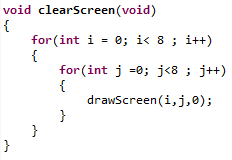 void clearScreen(void)
{
    for(int i = 0; i< 8 ; i++)
    {
        for(int j =0; j<8 ; j++)
        {
            drawScreen(i,j,0);
        }
    }
}